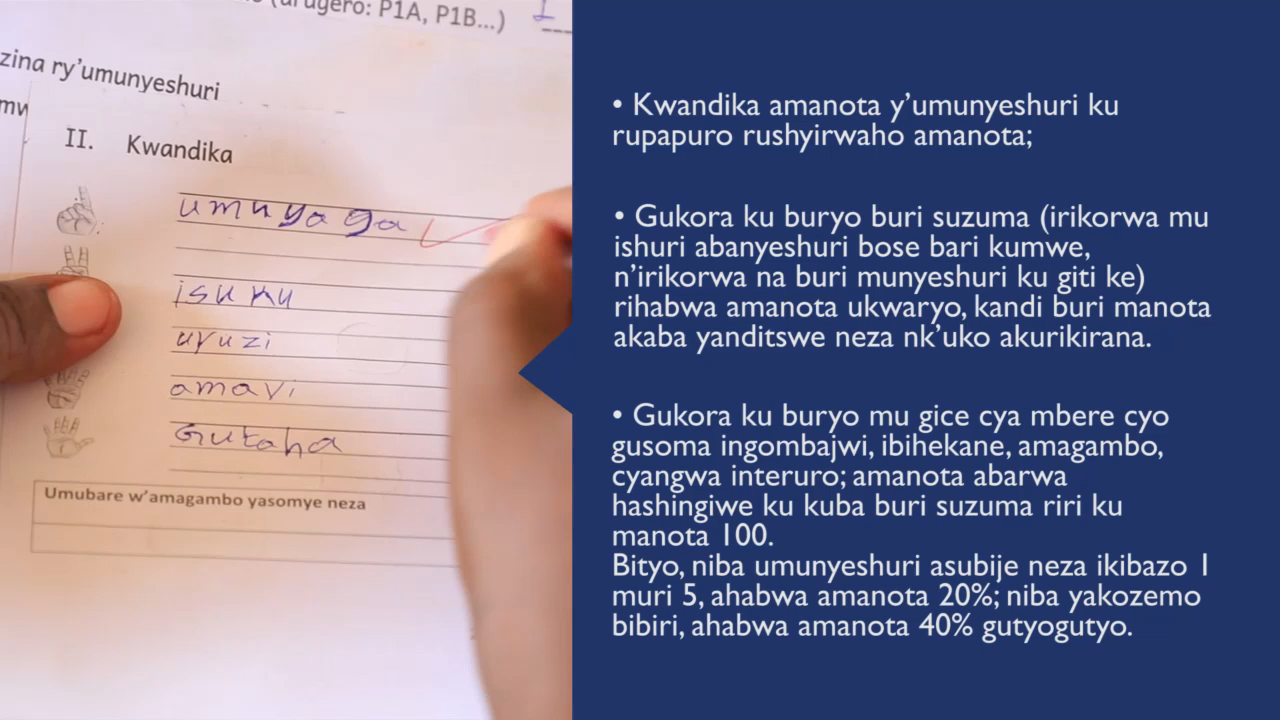 (urugero: P1A, P1B...)
zina ry'umunyeshuri
II. Kwandika
umuyaga
isuku
uruzi
amavi
Gutaha
Umubare w'amagambo yasomye neza
• Kwandika amanota y'umunyeshuri ku
rupapuro rushyirwaho amanota;
• Gukora ku buryo buri suzuma (irikorwa mu
ishuri abanyeshuri bose bari kumwe,
n'irikorwa na buri munyeshuri ku giti ke)
rihabwa amanota ukwaryo, kandi buri manota
akaba yanditswe neza nk'uko akurikirana.
• Gukora ku buryo mu gice cya mbere cyo
gusoma ingombajwi, ibihekane, amagambo,
cyangwa interuro; amanota abarwa
hashingiwe ku kuba buri suzuma riri ku
manota 100.
Bityo, niba umunyeshuri asubije neza ikibazo 1
muri 5, ahabwa amanota 20%; niba yakozemo
bibiri, ahabwa amanota 40% gutyogutyo.